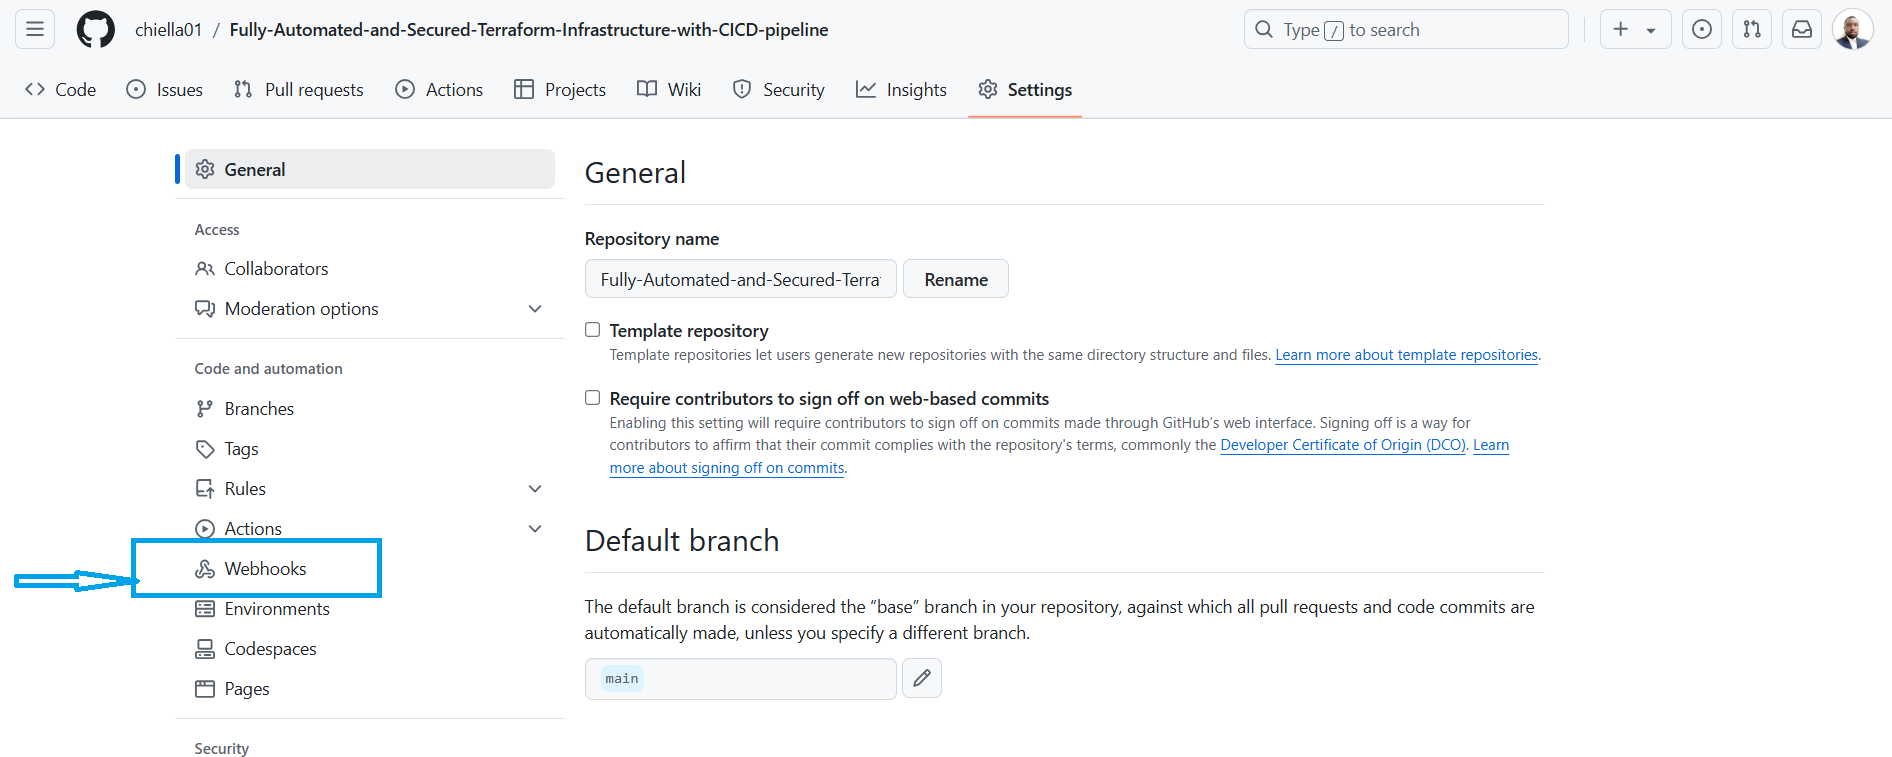 chiella01 / Fully-Automated-and-Secured-Terraform-Infrastructure-with-CICD-pipeline
Type / to search
Code
Issues
Pull requests
Actions
Projects
Wiki
Security
Insights
Settings
General
Access
Collaborators
Moderation options
Code and automation
Branches
Tags
Rules
Actions
Webhooks
Environments
Codespaces
Pages
Security
General
Repository name
Fully-Automated-and-Secured-Terra
Rename
Template repository
Template repositories let users generate new repositories with the same directory structure and files. Learn more about template repositories.
Require contributors to sign off on web-based commits
Enabling this setting will require contributors to sign off on commits made through GitHub's web interface. Signing off is a way for
contributors to affirm that their commit complies with the repository's terms, commonly the Developer Certificate of Origin (DCO). Learn
more about signing off on commits.
Default branch
The default branch is considered the “base” branch in your repository, against which all pull requests and code commits are
automatically made, unless you specify a different branch.
main